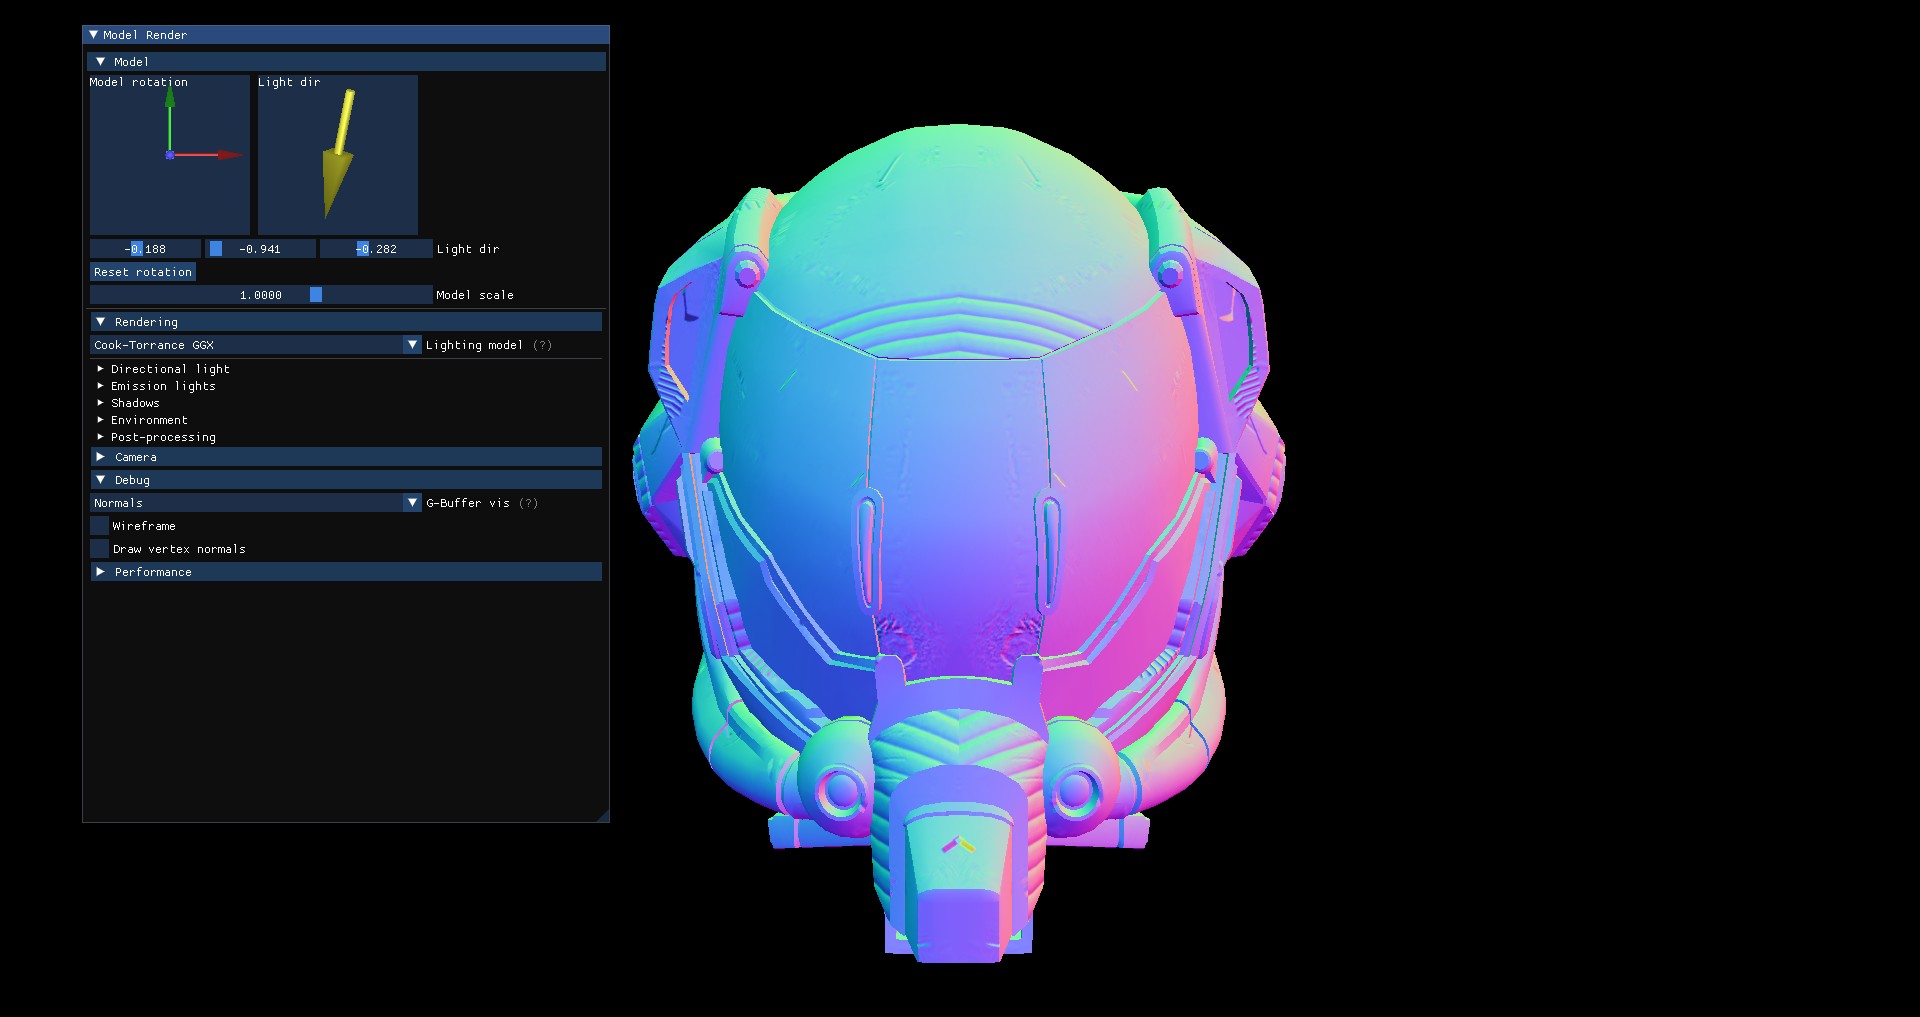 Model Render
Model
Model rotation Light dir
-0.188 -0.941 -0.282 Light dir
Reset rotation
1.0000 Model scale
Rendering
Cook-Torrance GGX Lighting model (?)
Directional light
Emission lights
Shadows
Environment
Post-processing
Camera
Debug
Normals G-Buffer vis (?)
Wireframe
Draw vertex normals
Performance